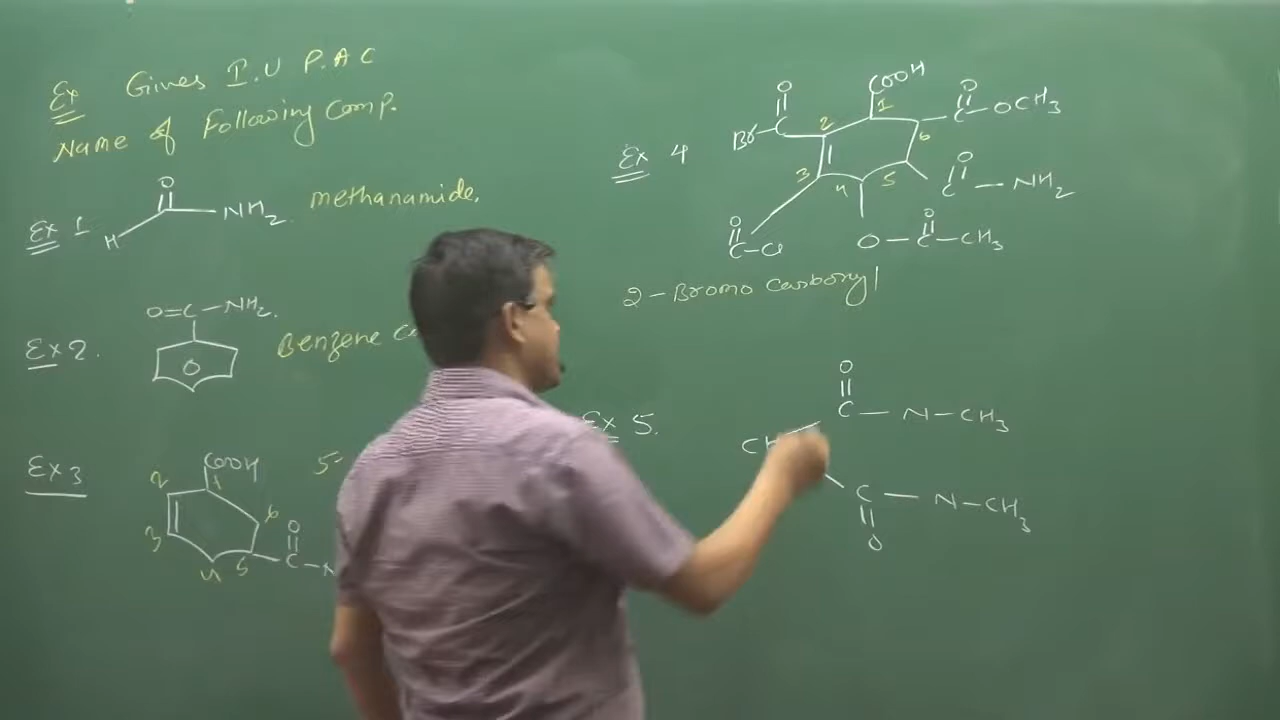 Ex Gives I.U P.A C
Name of Following Comp.
Ex 1
O
H
NH2
methanamide.
Ex 2.
O=C-NH2.
O
Benzene
Ex 3
COOH
1
2
3
4
5
6
O
C-N
5-
Ex 4
COOH
1
2
3
4
5
6
O
Br-C
O
C-OCH3
O
C-NH2
O
O-C-CH3
O
C-Cl
2-Bromo carbonyl
Ex 5.
O
C-N-CH3
CH
C-N-CH3
O